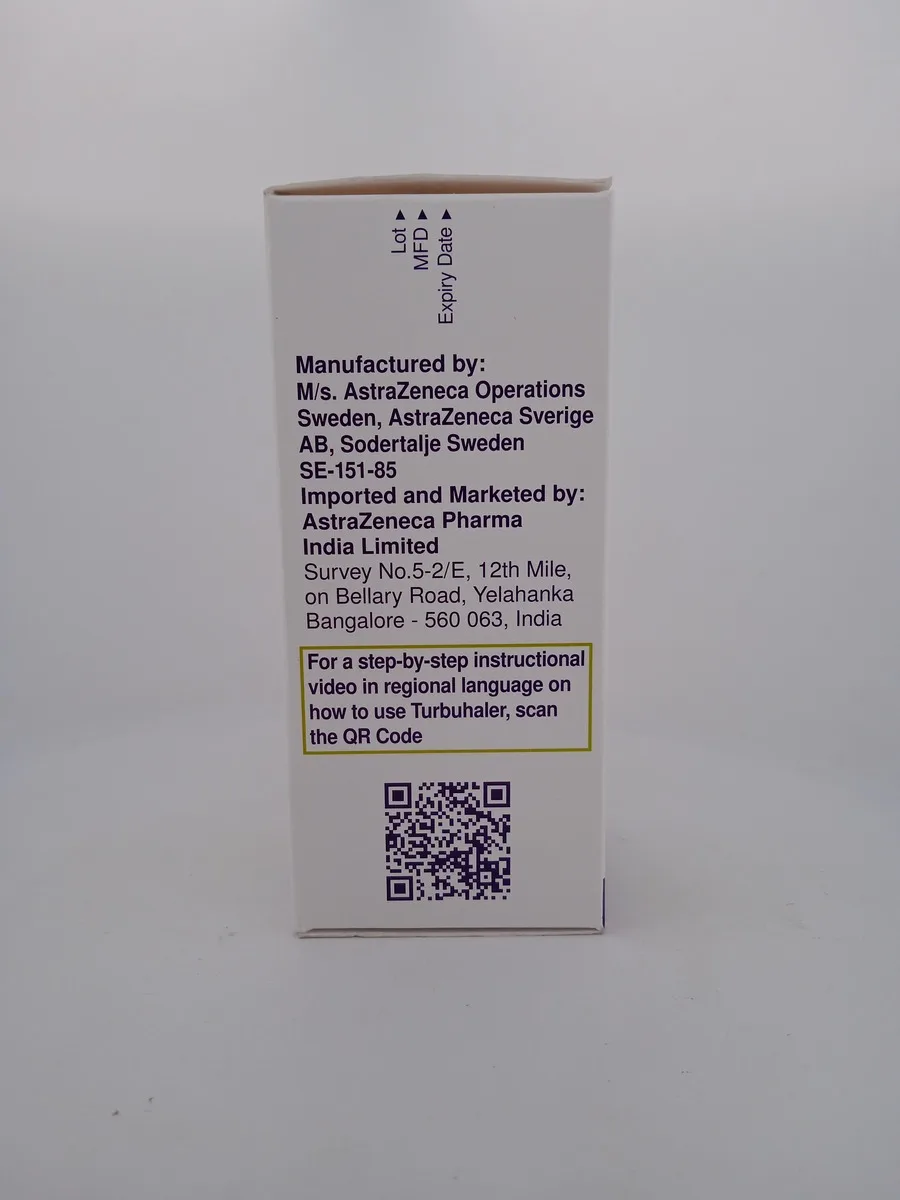 Lot ▲
MFD ▲
Expiry Date ▲
Manufactured by:
M/s. AstraZeneca Operations
Sweden, AstraZeneca Sverige
AB, Sodertalje Sweden
SE-151-85
Imported and Marketed by:
AstraZeneca Pharma
India Limited
Survey No.5-2/E, 12th Mile,
on Bellary Road, Yelahanka
Bangalore - 560 063, India
For a step-by-step instructional
video in regional language on
how to use Turbuhaler, scan
the QR Code